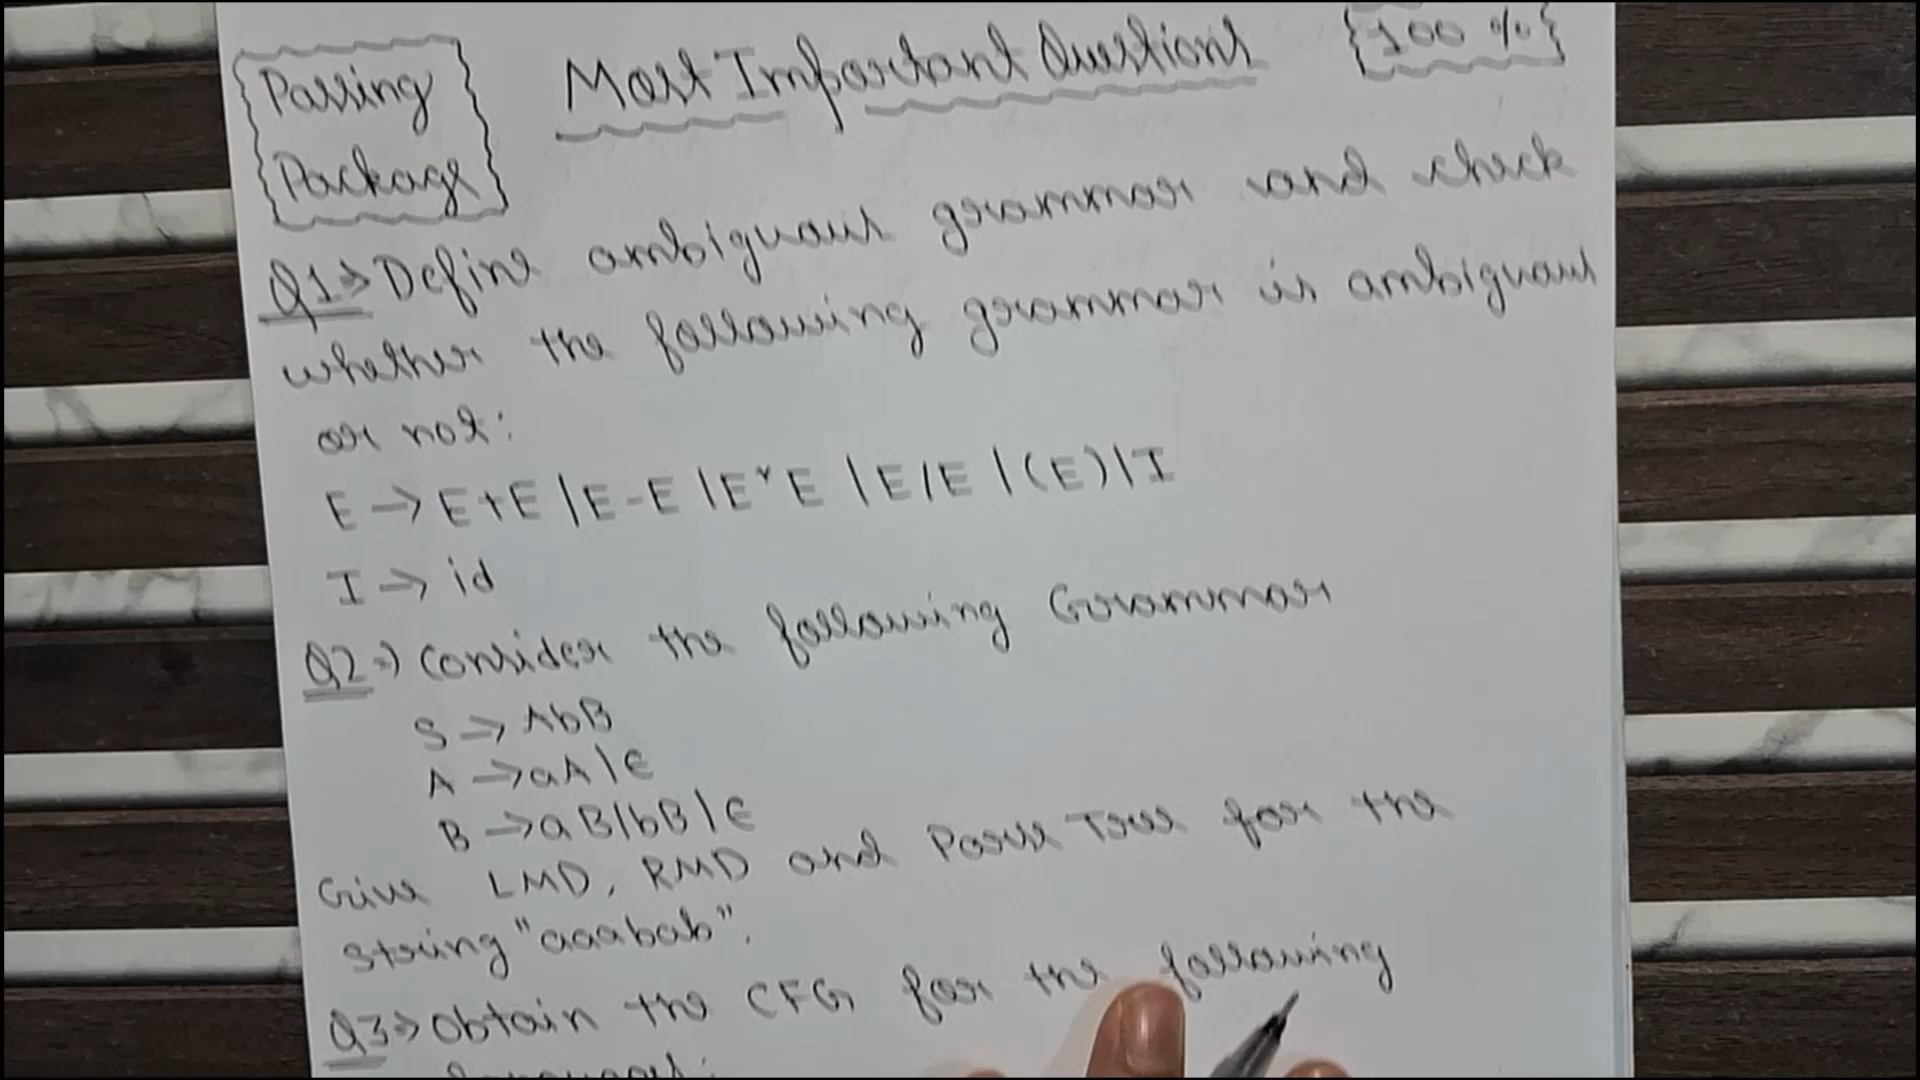 Passing
Package
Most Important Questions {100 %}
Q1→ Define ambiguous grammar and check
whether the following grammar is ambiguous
or not:
E → E+E | E-E | E*E | E/E | (E) | I
I → id
Q2→) Consider the following Grammar
S → AbB
A → aA | ε
B → aB | bB | ε
Give LMD, RMD and Parse Tree for the
string "aaabab".
Q3→ Obtain the CFG for the following